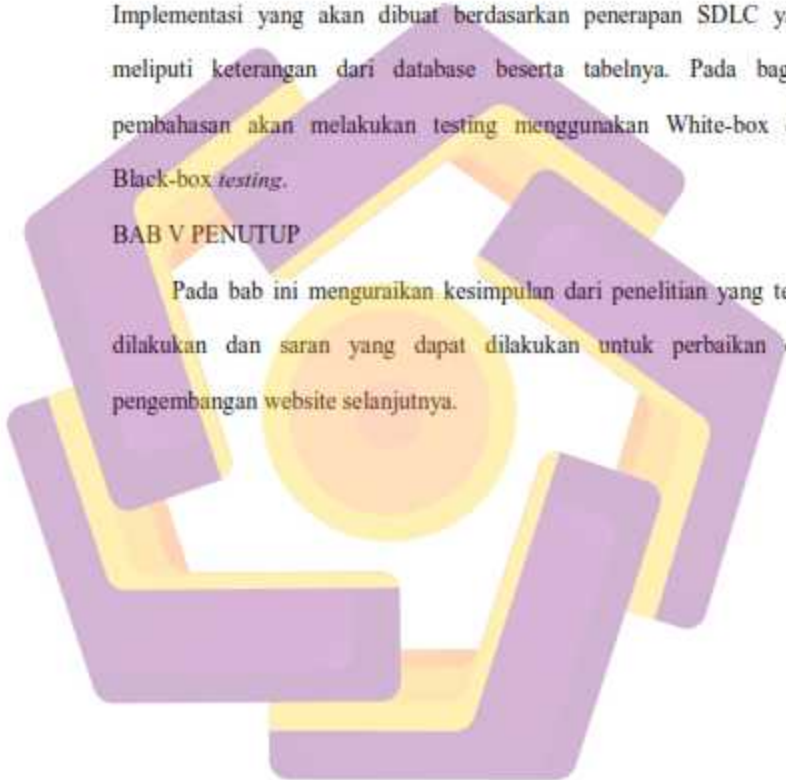 Implementasi yang akan dibuat berdasarkan penerapan SDLC
meliputi keterangan dari database beserta tabelnya. Pada
pembahasan akan melakukan testing menggunakan White-box
Black-box testing.
BAB V PENUTUP
Pada bab ini menguraikan kesimpulan dari penelitian yang
dilakukan dan saran yang dapat dilakukan untuk perbaikan
pengembangan website selanjutnya.